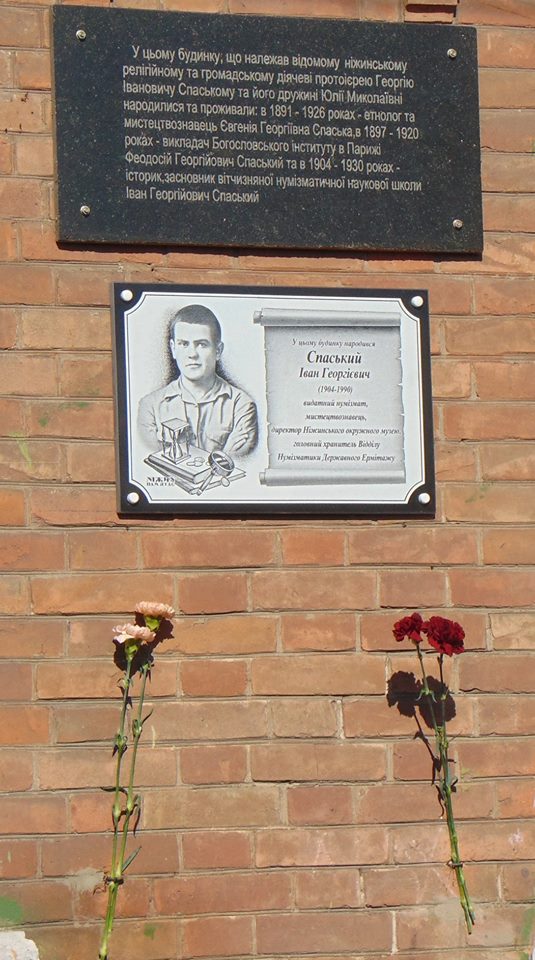 У цьому будинку, що належав відомому ніжинському
релігійному та громадському діячеві протоієрею Георгію
Івановичу Спаському та його дружині Юлії Миколаївні
народилися та проживали: в 1891 - 1926 роках - етнолог та
мистецтвознавець Євгенія Георгіївна Спаська,в 1897 - 1920
роках - викладач Богословського інституту в Парижі
Феодосій Георгійович Спаський та в 1904 - 1930 роках -
історик,засновник вітчизняної нумізматичної наукової школи
Іван Георгійович Спаський
У цьому будинку народився
Спаський
Іван Георгієвич
(1904-1990)
видатний нумізмат,
мистецтвознавець,
директор Ніжинського окружного музею,
головний хранитель Відділу
Нумізматики Державного Ермітажу